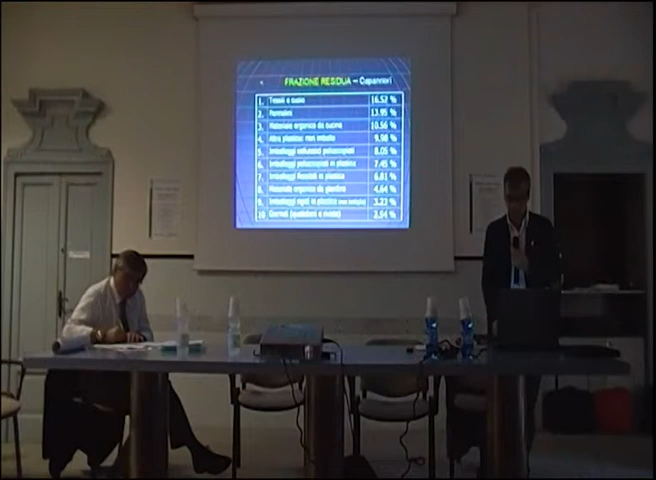 FRAZIONE RESIDUA – Capannori
1. Tessili e cuoio 16.52 %
2. Pannolini 13.95 %
3. Materiale organico da cucina 10.56 %
4. Altra plastica: non imballo 9.98 %
5. Imballaggi cellulosici poliaccoppiati 8.05 %
6. Imballaggi poliaccoppiati in plastica 7.45 %
7. Imballaggi flessibili in plastica 6.81 %
8. Materiale organico da giardino 4.64 %
9. Imballaggi rigidi in plastica 3.23 %
10. Giornali (quotidiani e riviste) 2.54 %